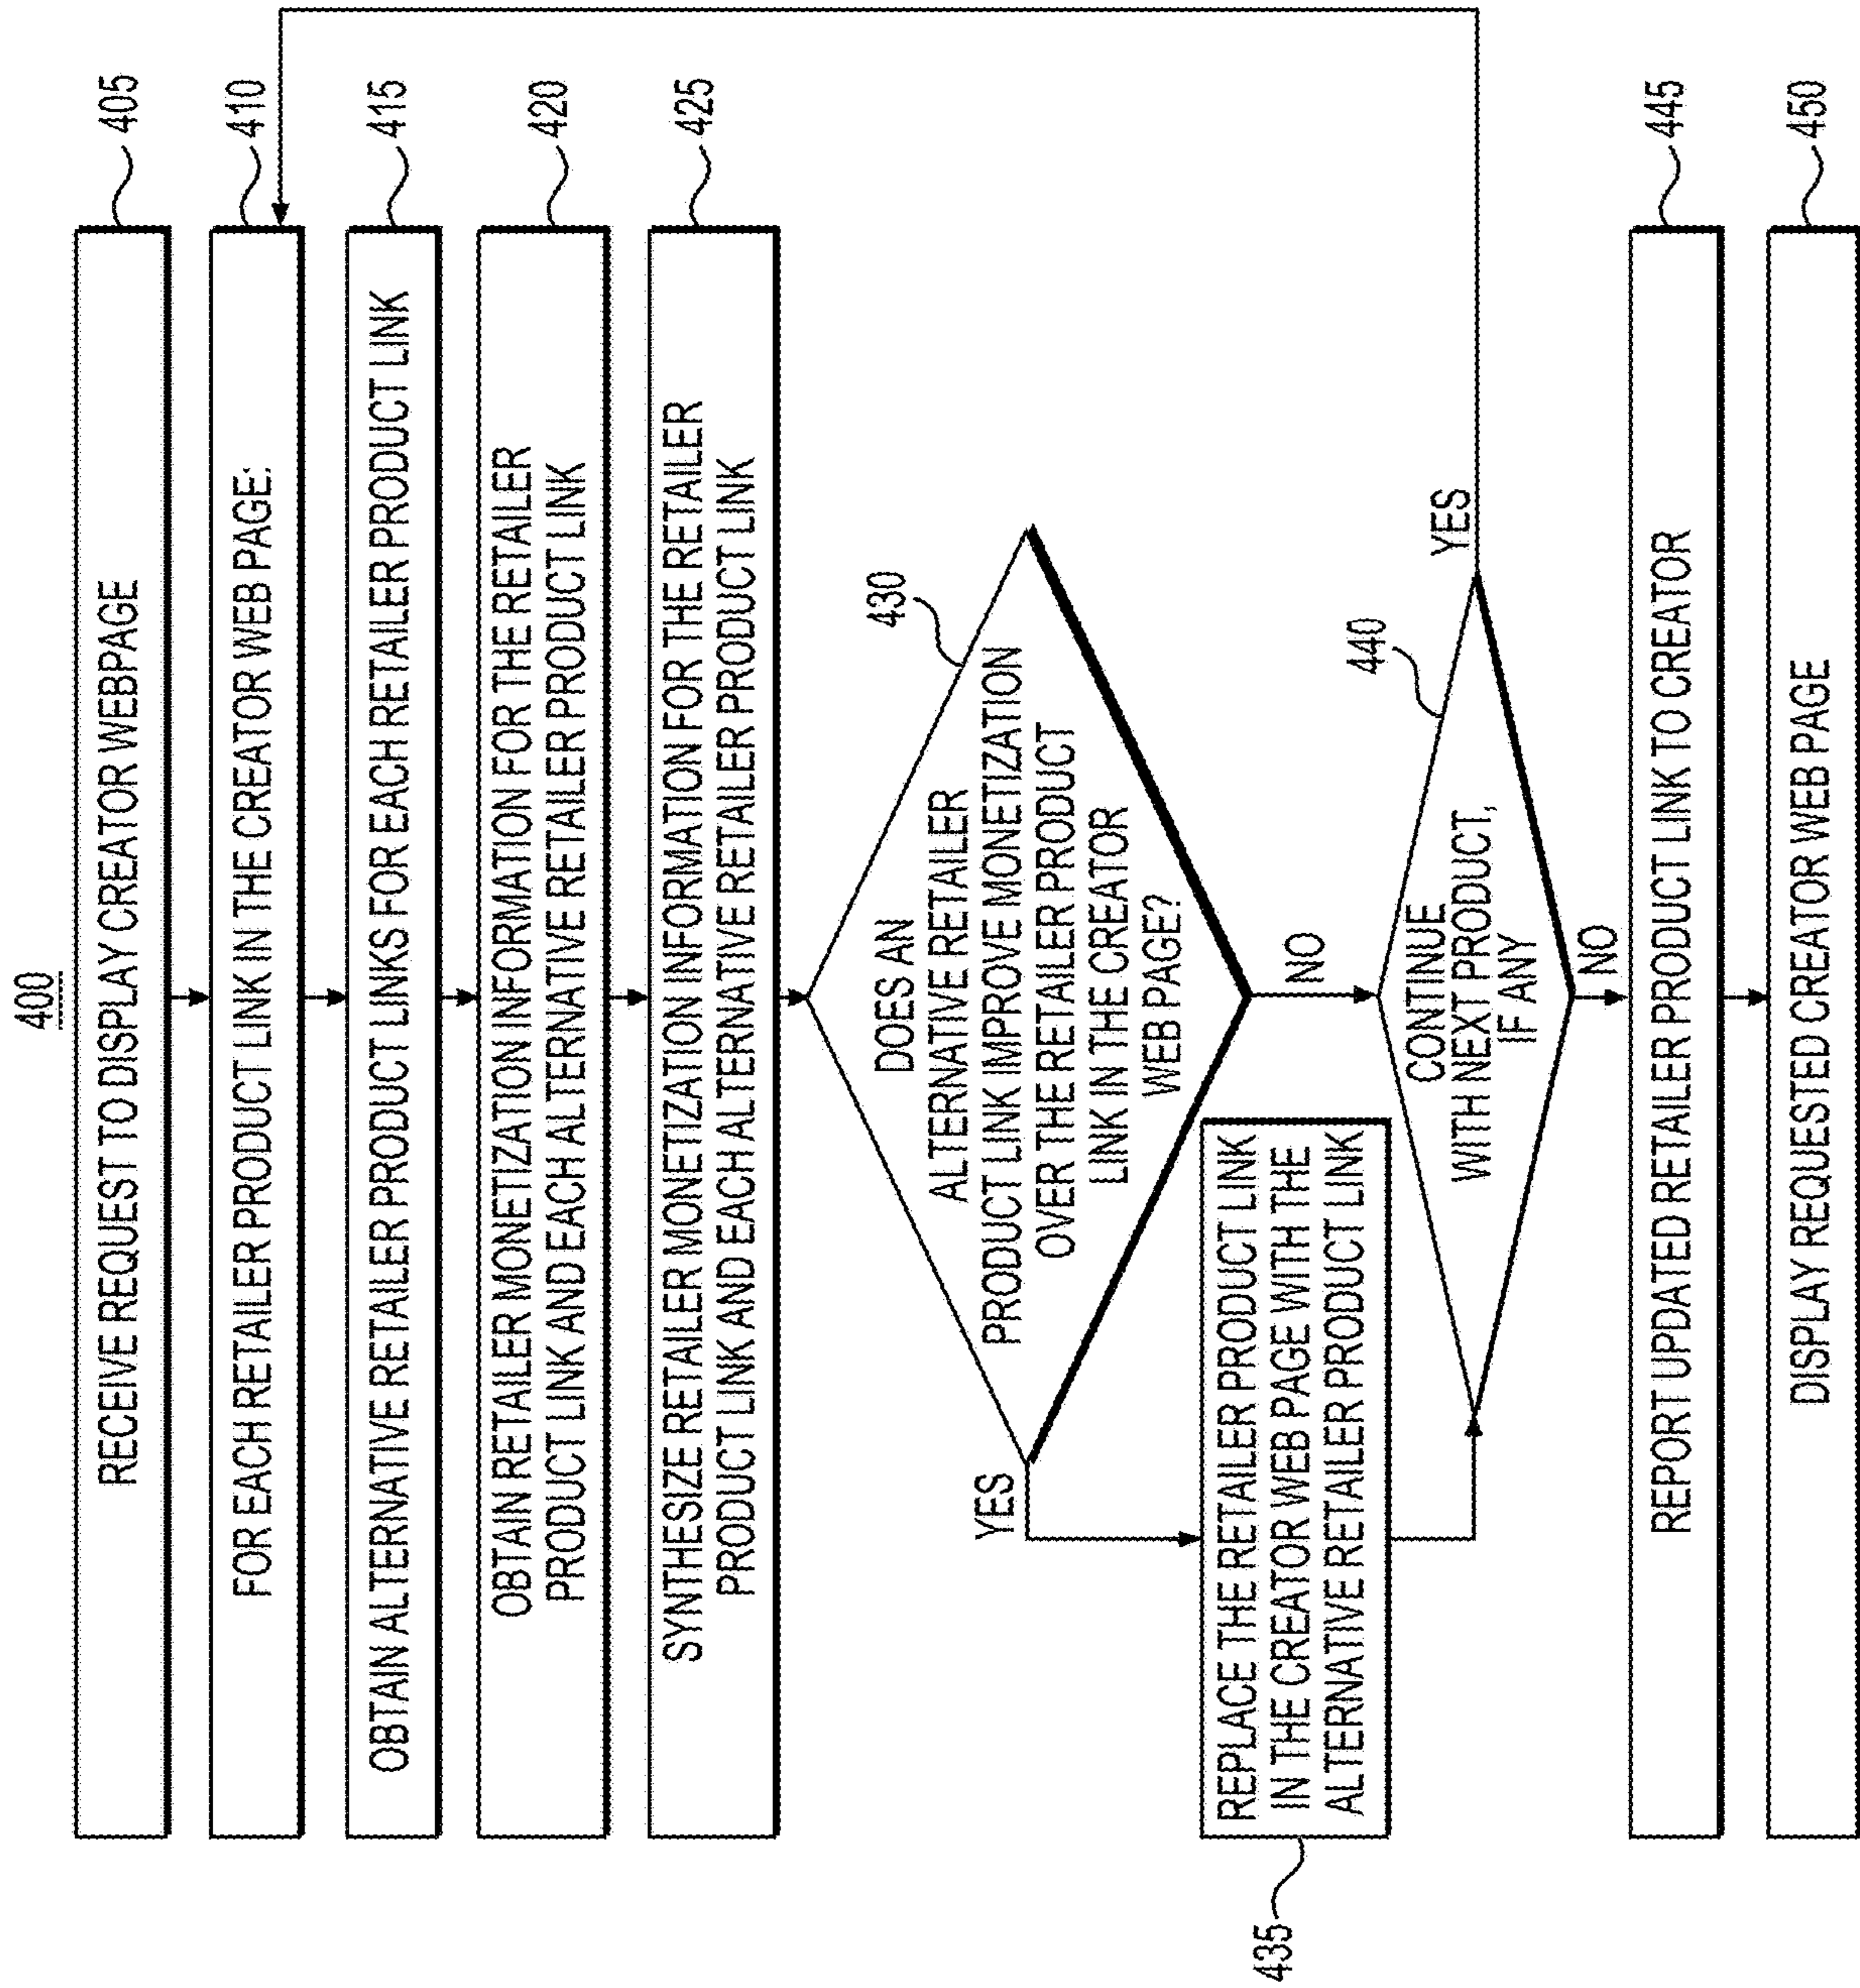 400
RECEIVE REQUEST TO DISPLAY CREATOR WEBPAGE
405
FOR EACH RETAILER PRODUCT LINK IN THE CREATOR WEB PAGE:
410
OBTAIN ALTERNATIVE RETAILER PRODUCT LINKS FOR EACH RETAILER PRODUCT LINK
415
OBTAIN RETAILER MONETIZATION INFORMATION FOR THE RETAILER
PRODUCT LINK AND EACH ALTERNATIVE RETAILER PRODUCT LINK
420
SYNTHESIZE RETAILER MONETIZATION INFORMATION FOR THE RETAILER
PRODUCT LINK AND EACH ALTERNATIVE RETAILER PRODUCT LINK
425
DOES AN
ALTERNATIVE RETAILER
PRODUCT LINK IMPROVE MONETIZATION
OVER THE RETAILER PRODUCT
LINK IN THE CREATOR
WEB PAGE?
430
YES
NO
REPLACE THE RETAILER PRODUCT LINK
IN THE CREATOR WEB PAGE WITH THE
ALTERNATIVE RETAILER PRODUCT LINK
435
CONTINUE
WITH NEXT PRODUCT,
IF ANY
440
YES
NO
REPORT UPDATED RETAILER PRODUCT LINK TO CREATOR
445
DISPLAY REQUESTED CREATOR WEB PAGE
450